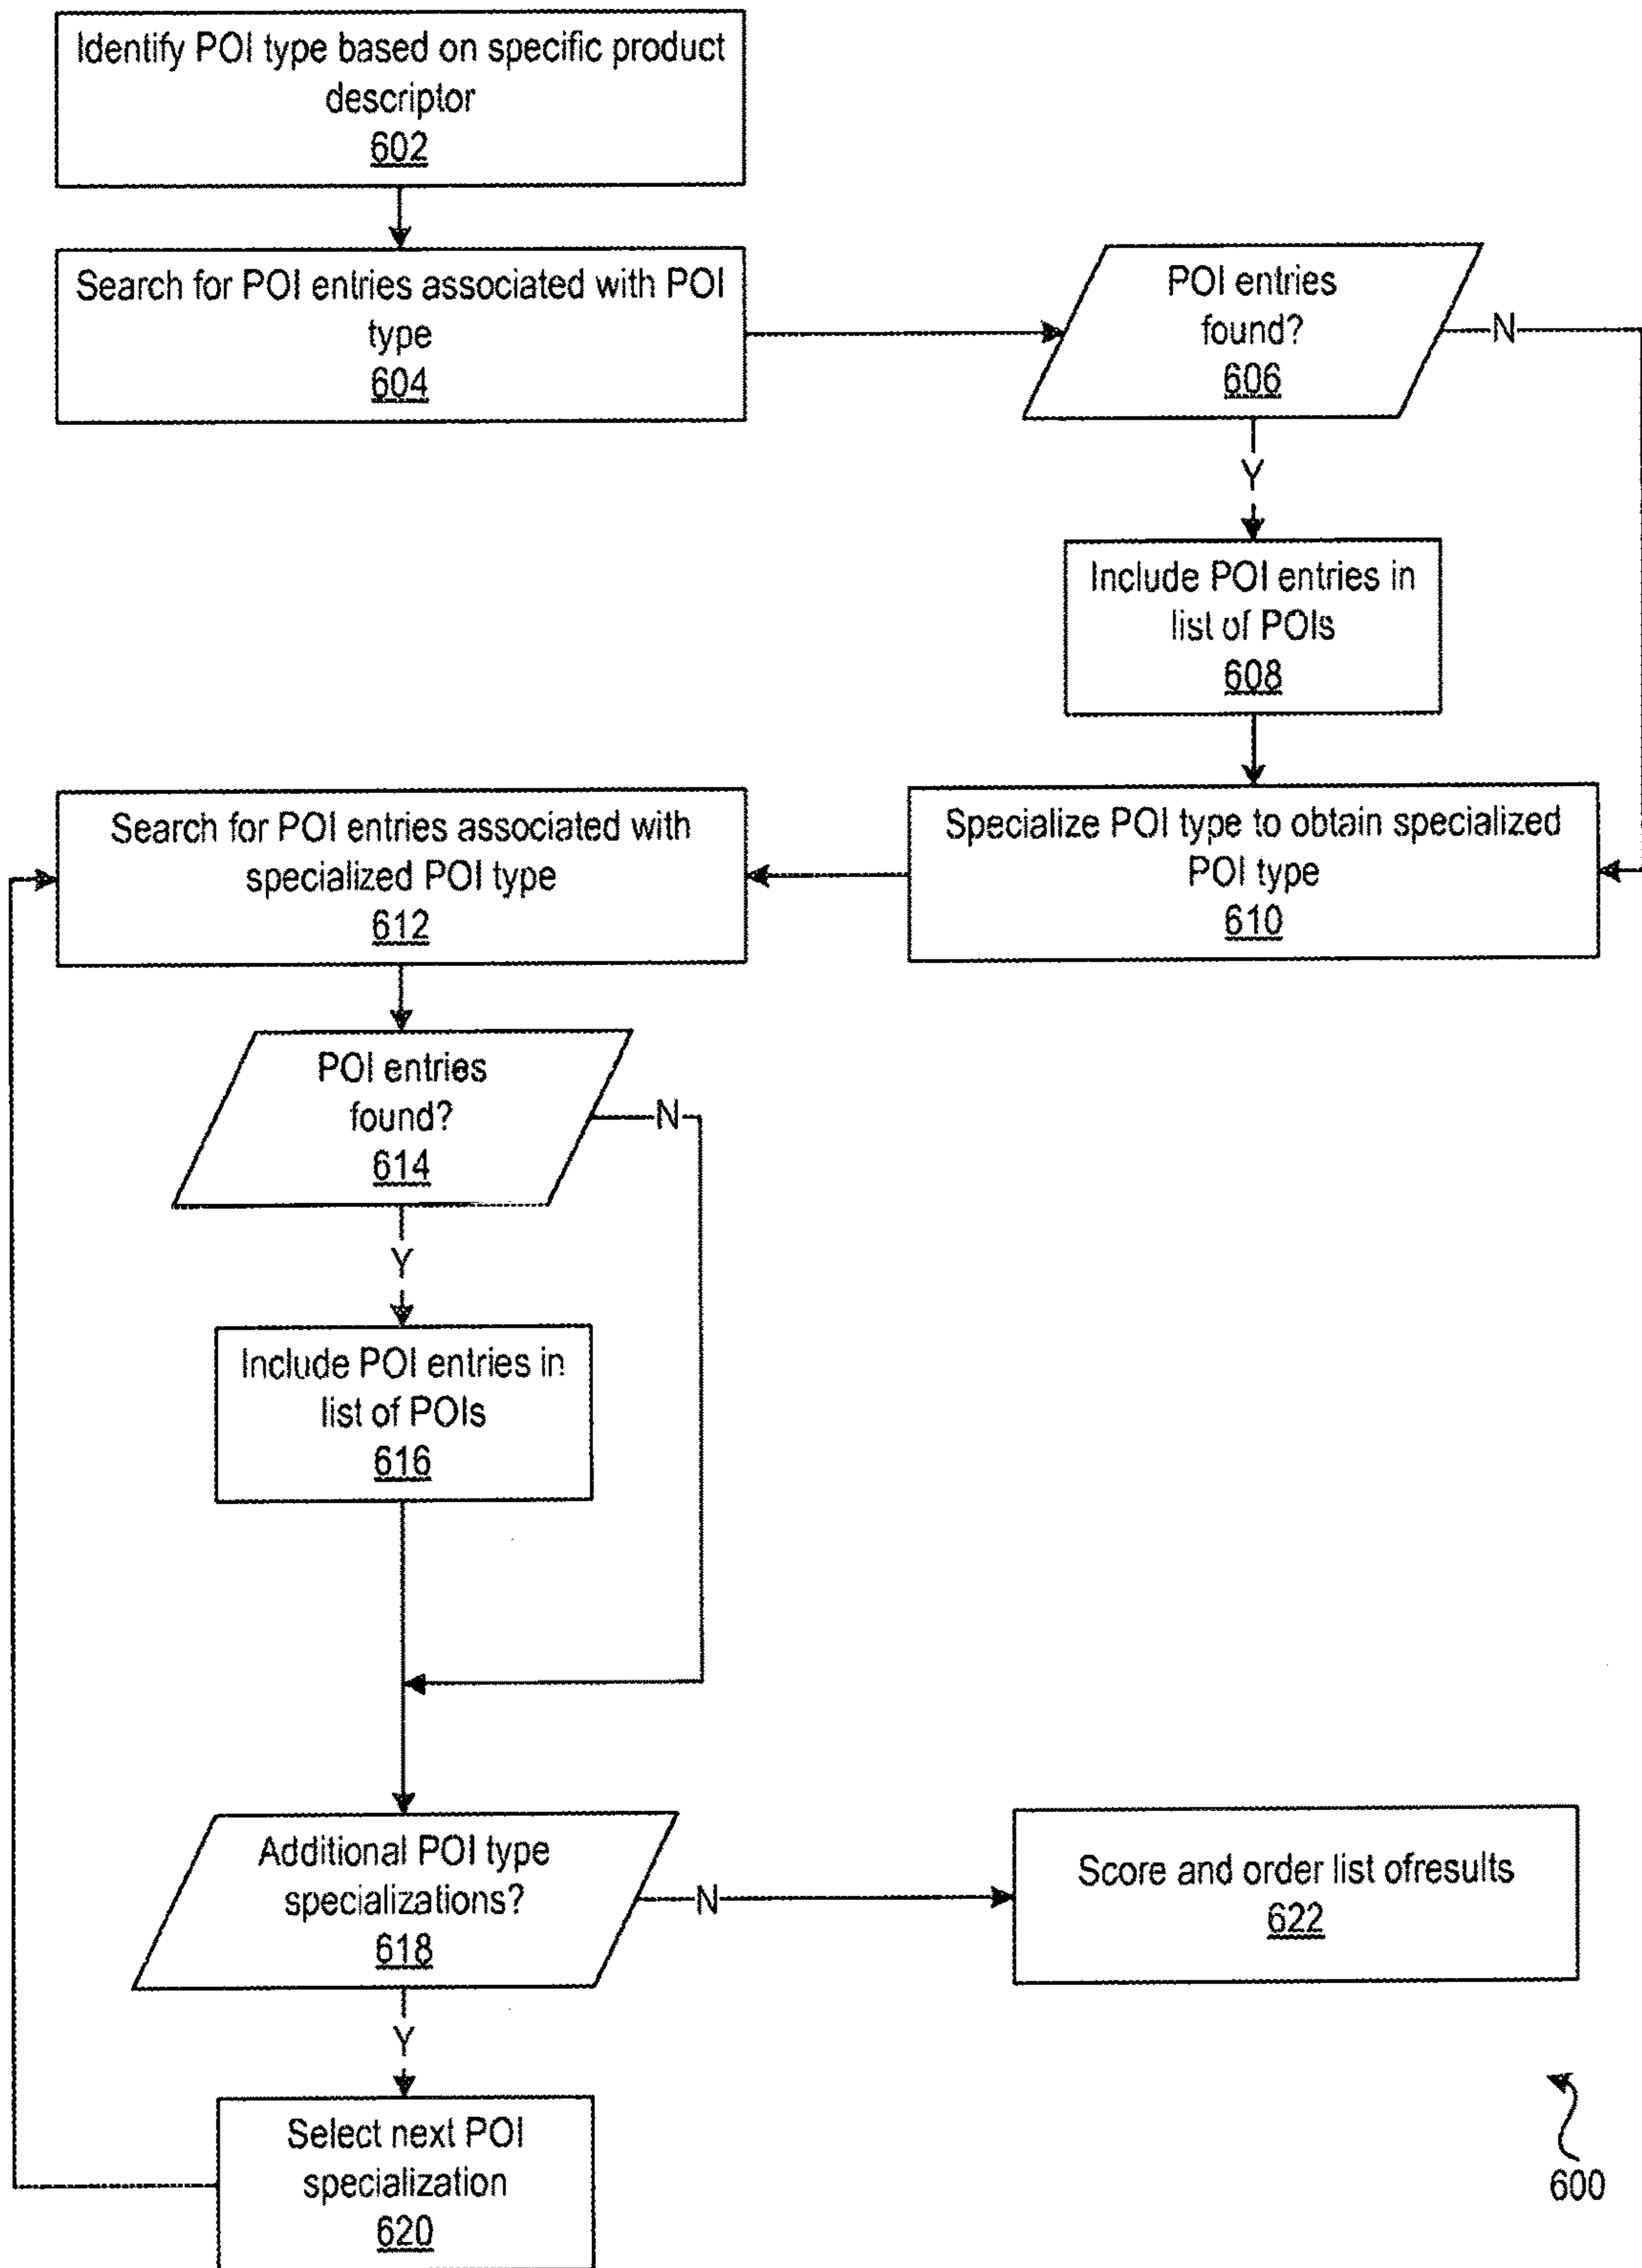 Identify POI type based on specific product
descriptor
602
Search for POI entries associated with POI
type
604
POI entries
found?
606
N
Y
Include POI entries in
list of POIs
608
Specialize POI type to obtain specialized
POI type
610
Search for POI entries associated with
specialized POI type
612
POI entries
found?
614
N
Y
Include POI entries in
list of POIs
616
Additional POI type
specializations?
618
N
Score and order list ofresults
622
Y
Select next POI
specialization
620
600